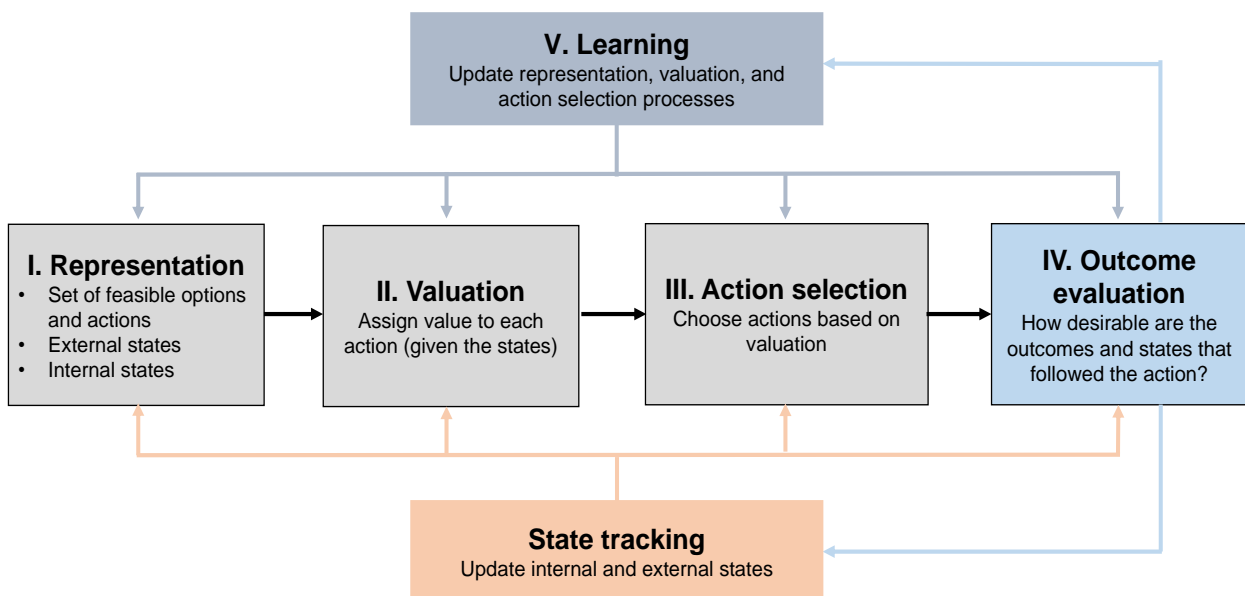 V. Learning
Update representation, valuation, and
action selection processes
I. Representation
• Set of feasible options
and actions
• External states
• Internal states
II. Valuation
Assign value to each
action (given the states)
III. Action selection
Choose actions based on
valuation
IV. Outcome
evaluation
How desirable are the
outcomes and states that
followed the action?
State tracking
Update internal and external states